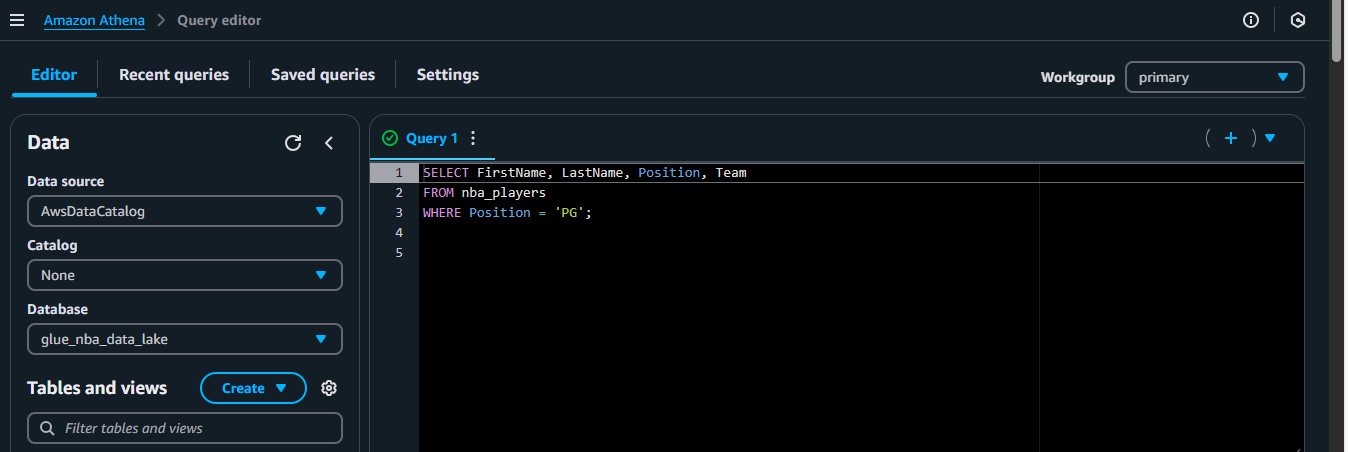 Amazon Athena > Query editor
Editor Recent queries Saved queries Settings
Workgroup primary
Data
Data source
AwsDataCatalog
Catalog
None
Database
glue_nba_data_lake
Tables and views Create
Filter tables and views
Query 1
1 SELECT FirstName, LastName, Position, Team
2 FROM nba_players
3 WHERE Position = 'PG';
4
5